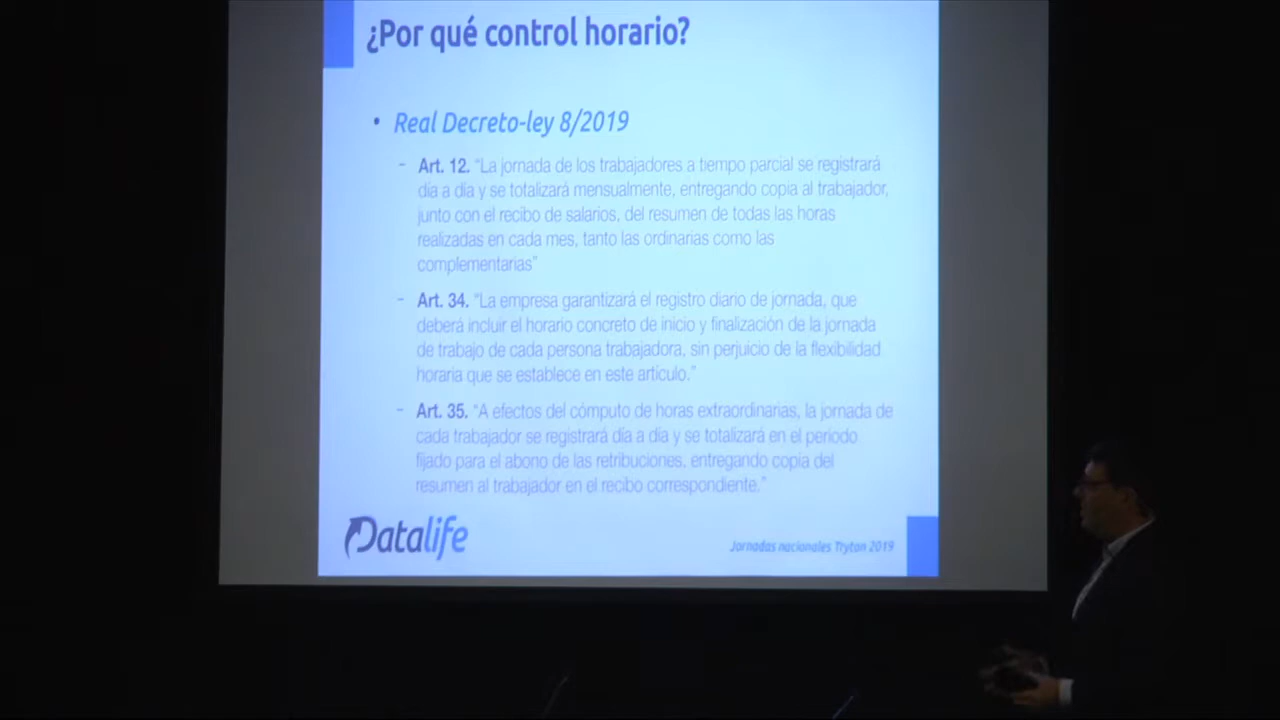 ¿Por qué control horario?
• Real Decreto-ley 8/2019
– Art. 12. “La jornada de los trabajadores a tiempo parcial se registrará
día a día y se totalizará mensualmente, entregando copia al trabajador,
junto con el recibo de salarios, del resumen de todas las horas
realizadas en cada mes, tanto las ordinarias como las
complementarias”
– Art. 34. “La empresa garantizará el registro diario de jornada, que
deberá incluir el horario concreto de inicio y finalización de la jornada
de trabajo de cada persona trabajadora, sin perjuicio de la flexibilidad
horaria que se establece en este artículo.”
– Art. 35. “A efectos del cómputo de horas extraordinarias, la jornada de
cada trabajador se registrará día a día y se totalizará en el periodo
fijado para el abono de las retribuciones, entregando copia del
resumen al trabajador en el recibo correspondiente.”
Datalife
Jornadas nacionales Tryton 2019